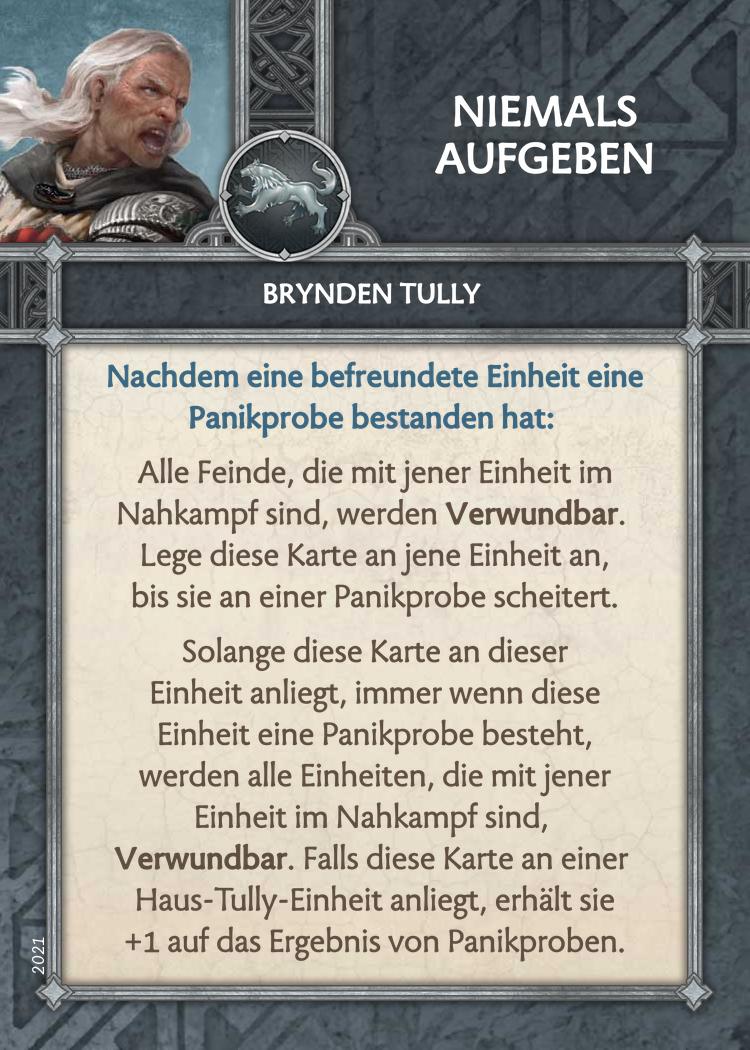 NIEMALS
AUFGEBEN
BRYNDEN TULLY
Nachdem eine befreundete Einheit eine
Panikprobe bestanden hat:
Alle Feinde, die mit jener Einheit im
Nahkampf sind, werden Verwundbar.
Lege diese Karte an jene Einheit an,
bis sie an einer Panikprobe scheitert.
Solange diese Karte an dieser
Einheit anliegt, immer wenn diese
Einheit eine Panikprobe besteht,
werden alle Einheiten, die mit jener
Einheit im Nahkampf sind,
Verwundbar. Falls diese Karte an einer
Haus-Tully-Einheit anliegt, erhält sie
+1 auf das Ergebnis von Panikproben.
2021